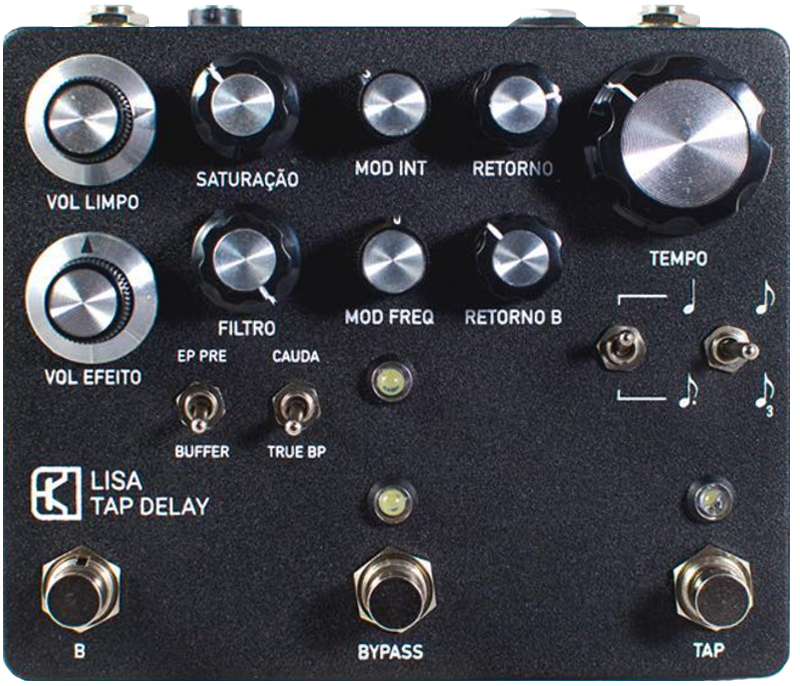 VOL LIMPO
SATURAÇÃO
MOD INT
RETORNO
TEMPO
VOL EFEITO
FILTRO
MOD FREQ
RETORNO B
EP PRE
CAUDA
BUFFER
TRUE BP
3
LISA
TAP DELAY
B
BYPASS
TAP